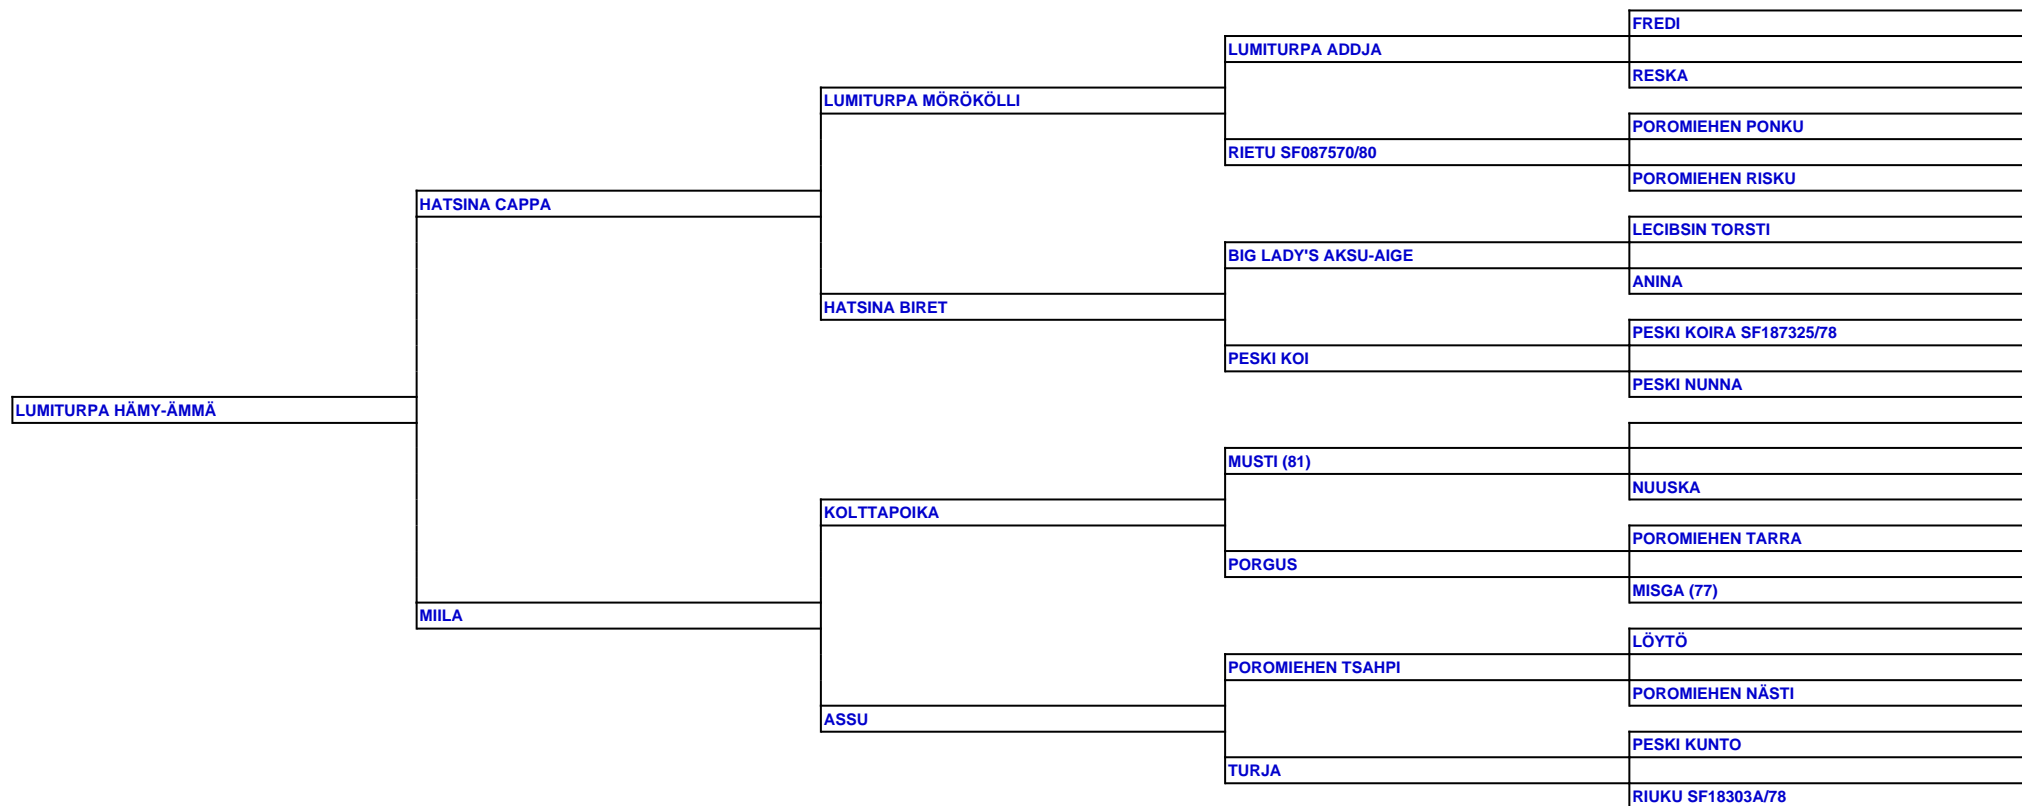 FREDI
LUMITURPA ADDJA
RESKA
LUMITURPA MÖRÖKÖLLI
POROMIEHEN PONKU
RIETU SF087570/80
POROMIEHEN RISKU
HATSINA CAPPA
LECIBSIN TORSTI
BIG LADY'S AKSU-AIGE
ANINA
HATSINA BIRET
PESKI KOIRA SF187325/78
PESKI KOI
PESKI NUNNA
LUMITURPA HÄMY-ÄMMÄ
MUSTI (81)
NUUSKA
KOLTTAPOIKA
POROMIEHEN TARRA
PORGUS
MISGA (77)
MIILA
LÖYTÖ
POROMIEHEN TSAHPI
POROMIEHEN NÄSTI
ASSU
PESKI KUNTO
TURJA
RIUKU SF18303A/78